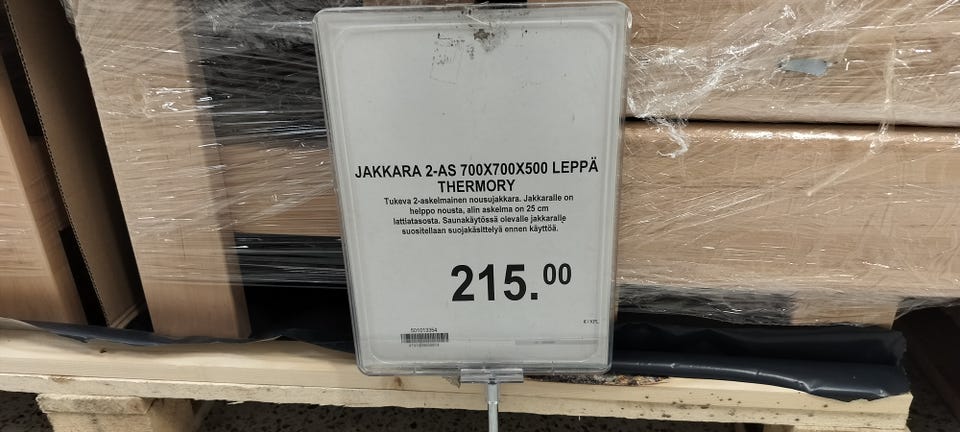 JAKKARA 2-AS 700X700X500 LEPPÄ
THERMORY
Tukeva 2-askelmainen nousujakkara. Jakkaralle on
helppo nousta, alin askelma on 25 cm
lattiatasosta. Saunakäytössä olevalle jakkaralle
suositellaan suojakäsittelyä ennen käyttöä.
215.00
501013354